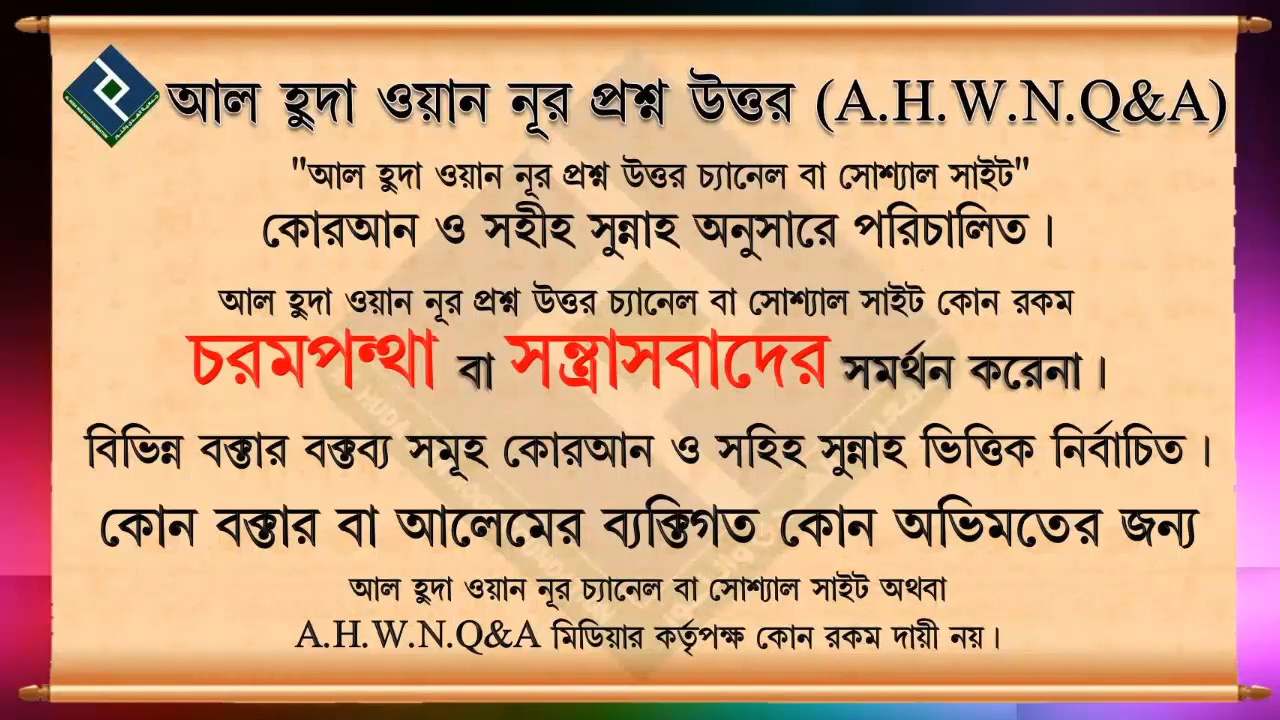 আল হুদা ওয়ান নূর প্রশ্ন উত্তর (A.H.W.N.Q&A)
"আল হুদা ওয়ান নূর প্রশ্ন উত্তর চ্যানেল বা সোশ্যাল সাইট"
কোরআন ও সহীহ সুন্নাহ অনুসারে পরিচালিত।
আল হুদা ওয়ান নূর প্রশ্ন উত্তর চ্যানেল বা সোশ্যাল সাইট কোন রকম
চরমপন্থা বা সন্ত্রাসবাদের সমর্থন করেনা।
বিভিন্ন বক্তার বক্তব্য সমূহ কোরআন ও সহিহ সুন্নাহ ভিত্তিক নির্বাচিত।
কোন বক্তার বা আলেমের ব্যক্তিগত কোন অভিমতের জন্য
আল হুদা ওয়ান নূর চ্যানেল বা সোশ্যাল সাইট অথবা
A.H.W.N.Q&A মিডিয়ার কর্তৃপক্ষ কোন রকম দায়ী নয়।